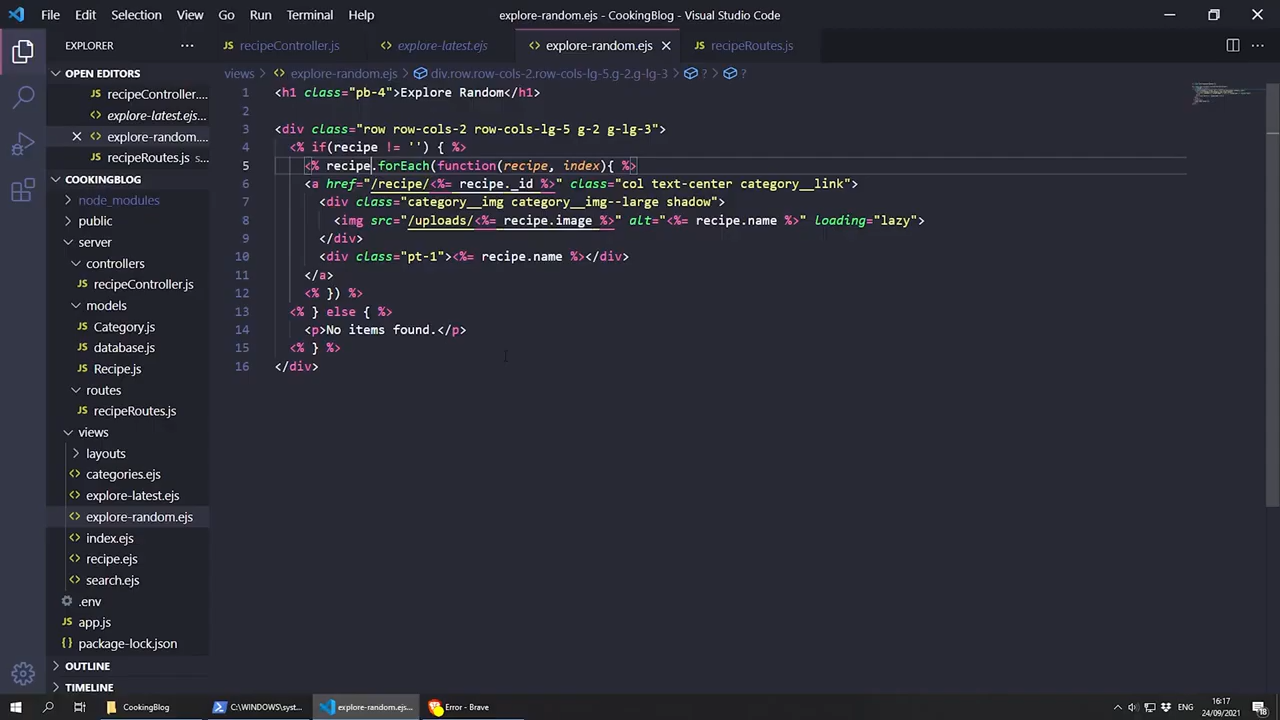 File Edit Selection View Go Run Terminal Help
explore-random.ejs - CookingBlog - Visual Studio Code
EXPLORER
recipeController.js
explore-latest.ejs
explore-random.ejs
recipeRoutes.js
OPEN EDITORS
recipeController....
explore-latest.ejs...
explore-random....
recipeRoutes.js s...
COOKINGBLOG
node_modules
public
server
controllers
recipeController.js
models
Category.js
database.js
Recipe.js
routes
recipeRoutes.js
views
layouts
categories.ejs
explore-latest.ejs
explore-random.ejs
index.ejs
recipe.ejs
search.ejs
.env
app.js
package-lock.json
OUTLINE
TIMELINE
views > explore-random.ejs > div.row.row-cols-2.row-cols-lg-5.g-2.g-lg-3 > ? > ?
1 <h1 class="pb-4">Explore Random</h1>
2
3 <div class="row row-cols-2 row-cols-lg-5 g-2 g-lg-3">
4 <% if(recipe != '') { %>
5 <% recipe.forEach(function(recipe, index){ %>
6 <a href="/recipe/<%= recipe._id %>" class="col text-center category__link">
7 <div class="category__img category__img--large shadow">
8 <img src="/uploads/<%= recipe.image %>" alt="<%= recipe.name %>" loading="lazy">
9 </div>
10 <div class="pt-1"><%= recipe.name %></div>
11 </a>
12 <% }) %>
13 <% } else { %>
14 <p>No items found.</p>
15 <% } %>
16 </div>
CookingBlog
C:\WINDOWS\syst...
explore-random.ejs...
Error - Brave
ENG
16:17
24/09/2021